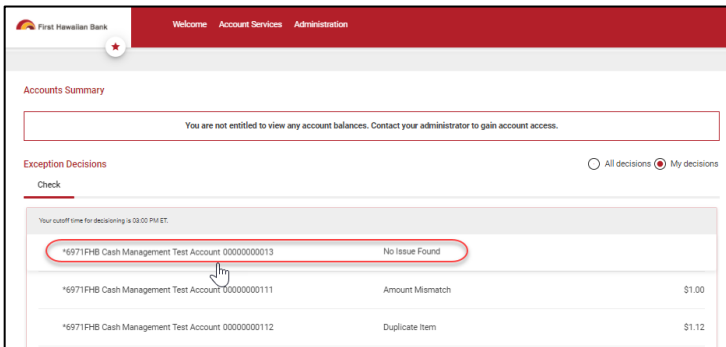 First Hawaiian Bank
Welcome Account Services Administration
Accounts Summary
You are not entitled to view any account balances. Contact your administrator to gain account access.
Exception Decisions All decisions My decisions
Check
Your cutoff time for decisioning is 03:00 PM ET.
*6971FHB Cash Management Test Account 00000000013 No Issue Found
*6971FHB Cash Management Test Account 00000000111 Amount Mismatch $1.00
*6971FHB Cash Management Test Account 00000000112 Duplicate Item $1.12